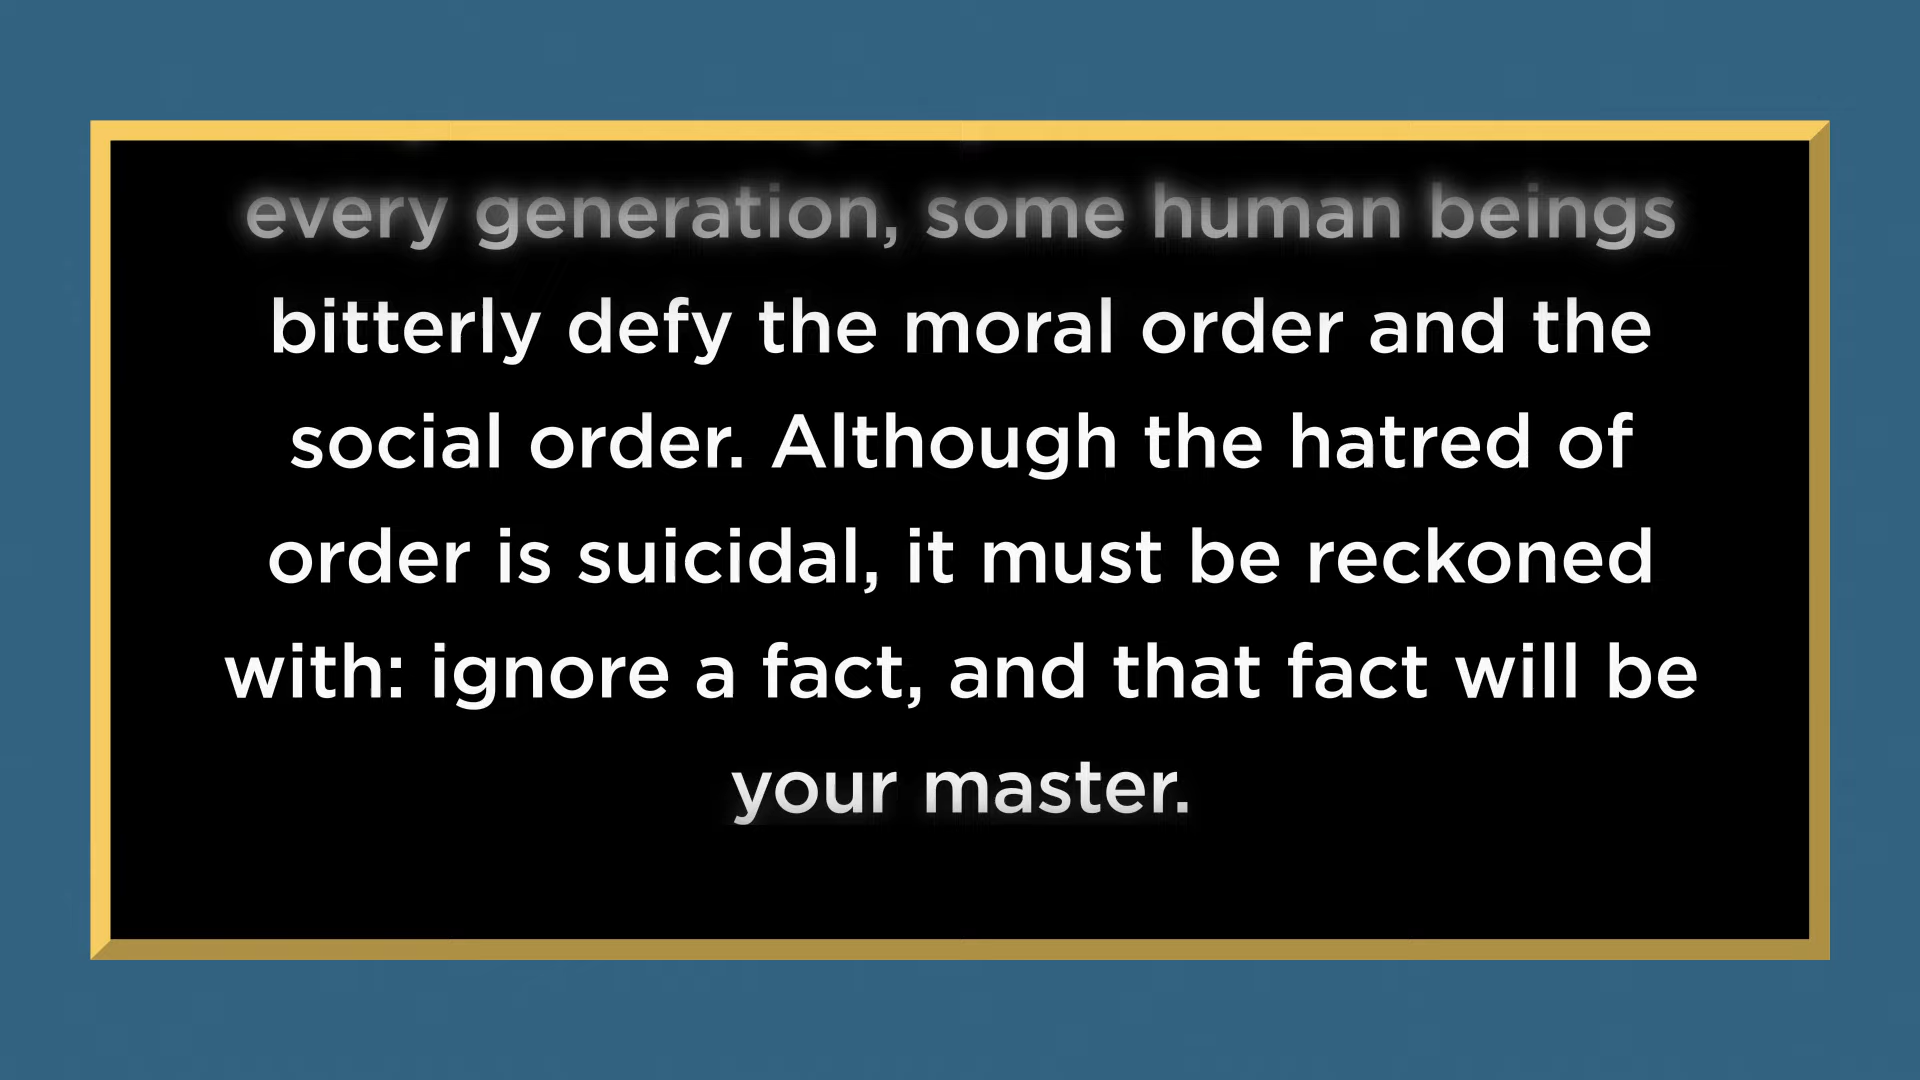 every generation, some human beings
bitterly defy the moral order and the
social order. Although the hatred of
order is suicidal, it must be reckoned
with: ignore a fact, and that fact will be
your master.